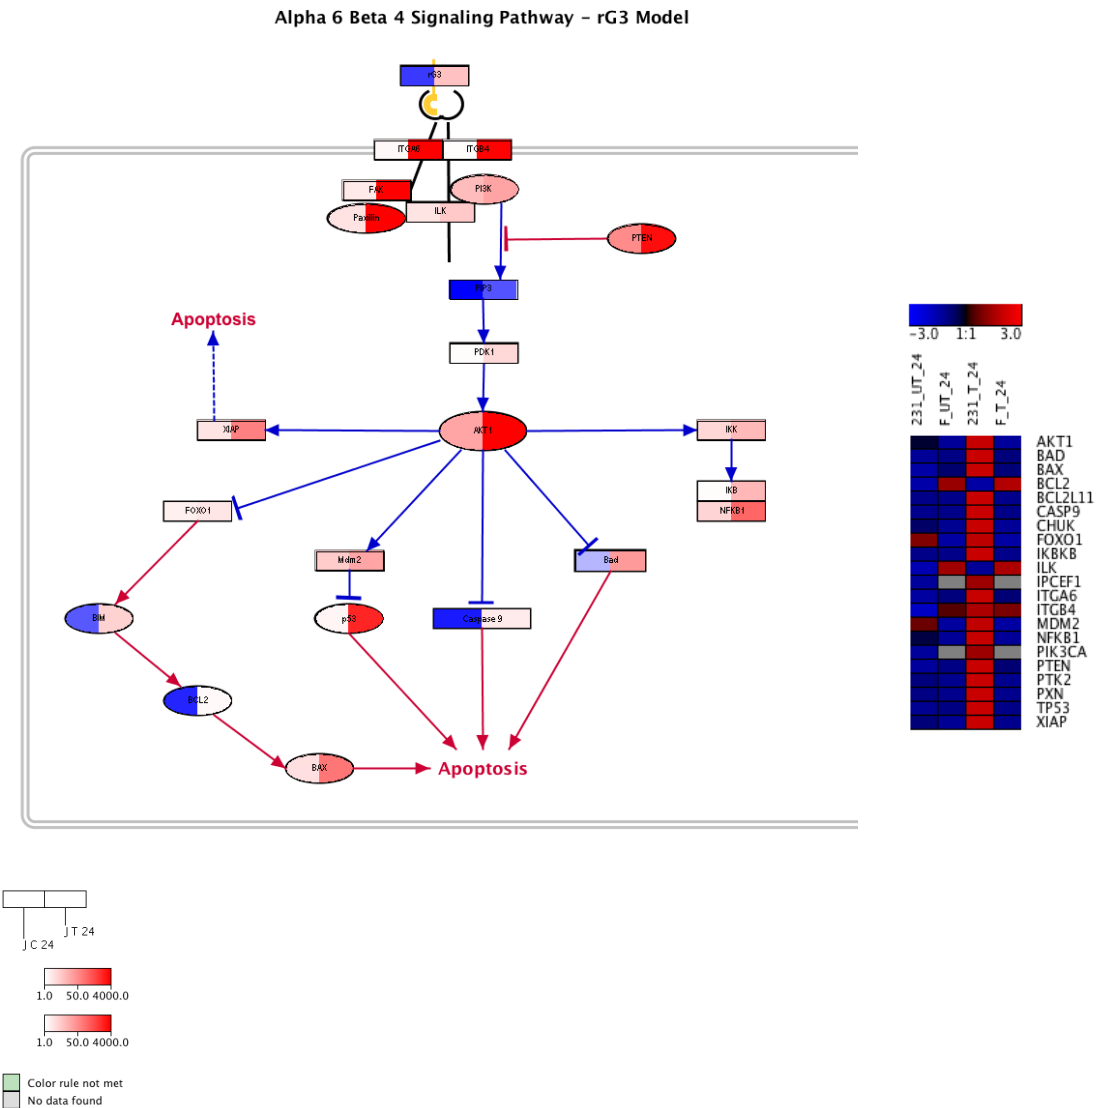 Alpha 6 Beta 4 Signaling Pathway – rG3 Model
rG3
ITGA6
ITGB4
FAK
PI3K
Paxillin
ILK
PTEN
PIP3
Apoptosis
PDK1
XIAP
AKT1
IKK
IKB
NFKB1
FOXO1
Mdm2
Bad
BIM
p53
Caspase 9
BCL2
BAX
Apoptosis
−3.0 1:1 3.0
231_UT_24
F_UT_24
231_T_24
F_T_24
AKT1
BAD
BAX
BCL2
BCL2L11
CASP9
CHUK
FOXO1
IKBKB
ILK
IPCEF1
ITGA6
ITGB4
MDM2
NFKB1
PIK3CA
PTEN
PTK2
PXN
TP53
XIAP
J T 24
J C 24
1.0 50.0 4000.0
1.0 50.0 4000.0
Color rule not met
No data found